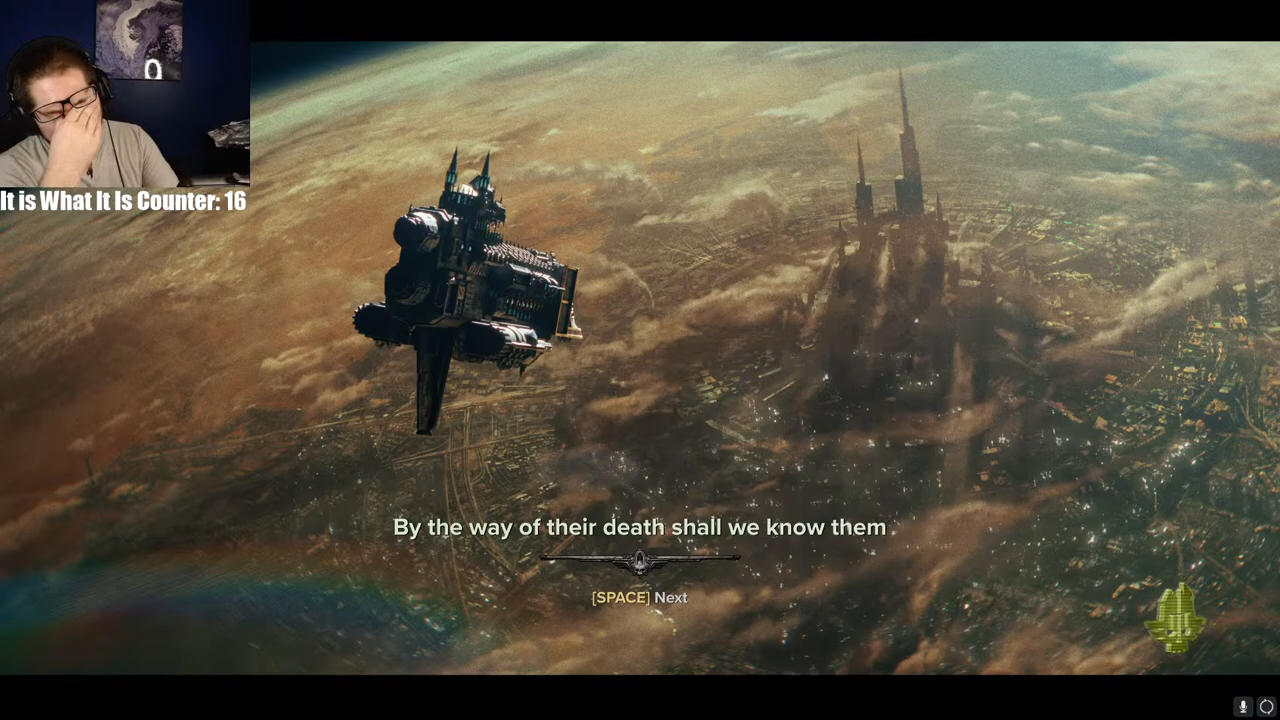 0
It is What It Is Counter: 16
By the way of their death shall we know them
[SPACE] Next